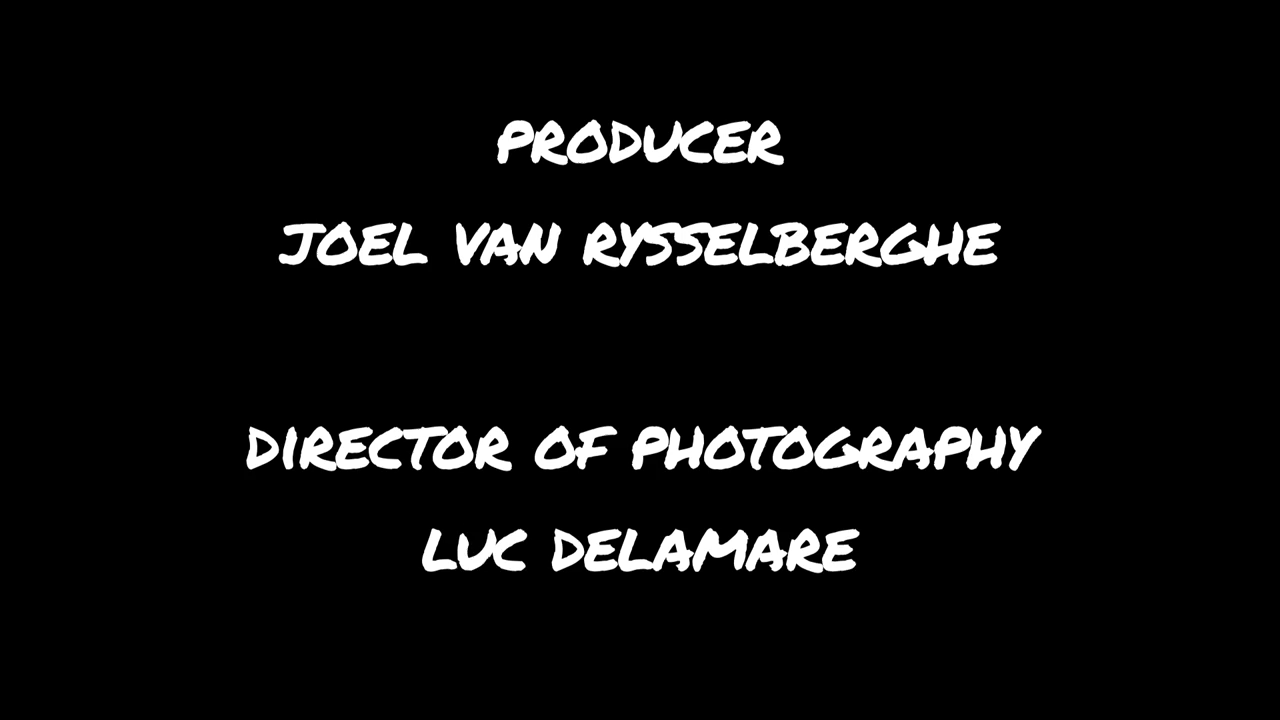 PRODUCER
JOEL VAN RYSSELBERGHE
DIRECTOR OF PHOTOGRAPHY
LUC DELAMARE